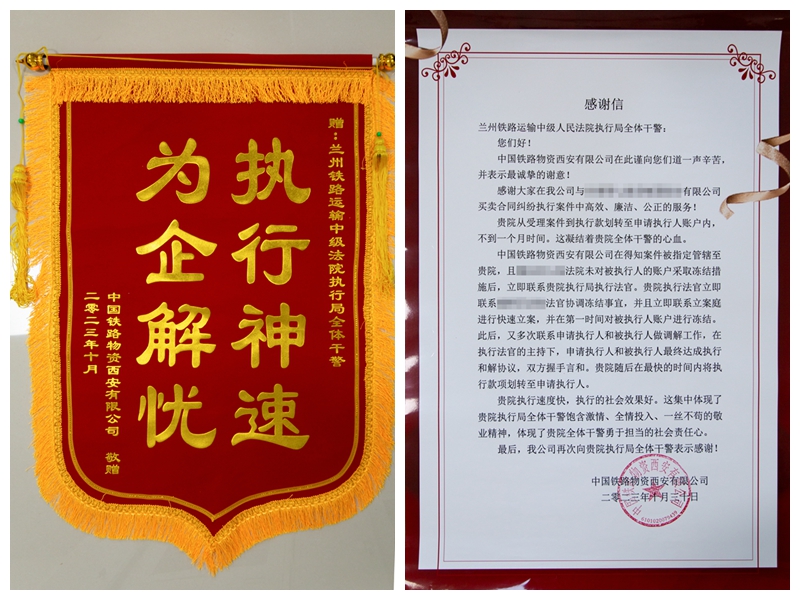 赠：兰州铁路运输中级法院执行局全体干警
执行神速
为企解忧
中国铁路物资西安有限公司 敬赠
二零二三年十月
感谢信
兰州铁路运输中级人民法院执行局全体干警：
您们好！
中国铁路物资西安有限公司在此谨向您们道一声辛苦，
并表示最诚挚的谢意！
感谢大家在我公司与 有限公司
买卖合同纠纷执行案件中高效、廉洁、公正的服务！
贵院从受理案件到执行款划转至申请执行人账户内，
不到一个月时间。这凝结着贵院全体干警的心血。
中国铁路物资西安有限公司在得知案件被指定管辖至
贵院，且 法院未对被执行人的账户采取冻结措
施后，立即联系贵院执行局执行法官。贵院执行法官立即
联系 法官协调冻结事宜，并且立即联系立案庭
进行快速立案，并在第一时间对被执行人账户进行冻结。
此后，又多次联系申请执行人和被执行人做调解工作，在
执行法官的主持下，申请执行人和被执行人最终达成执行
和解协议，双方握手言和。贵院随后在最快的时间内将执
行款项划转至申请执行人。
贵院执行速度快，执行的社会效果好。这集中体现了
贵院执行局全体干警饱含激情、全情投入、一丝不苟的敬
业精神，体现了贵院全体干警勇于担当的社会责任心。
最后，我公司再次向贵院执行局全体干警表示感谢！
中国铁路物资西安有限公司
二〇二三年十月 十日
中国铁路物资西安有限公司